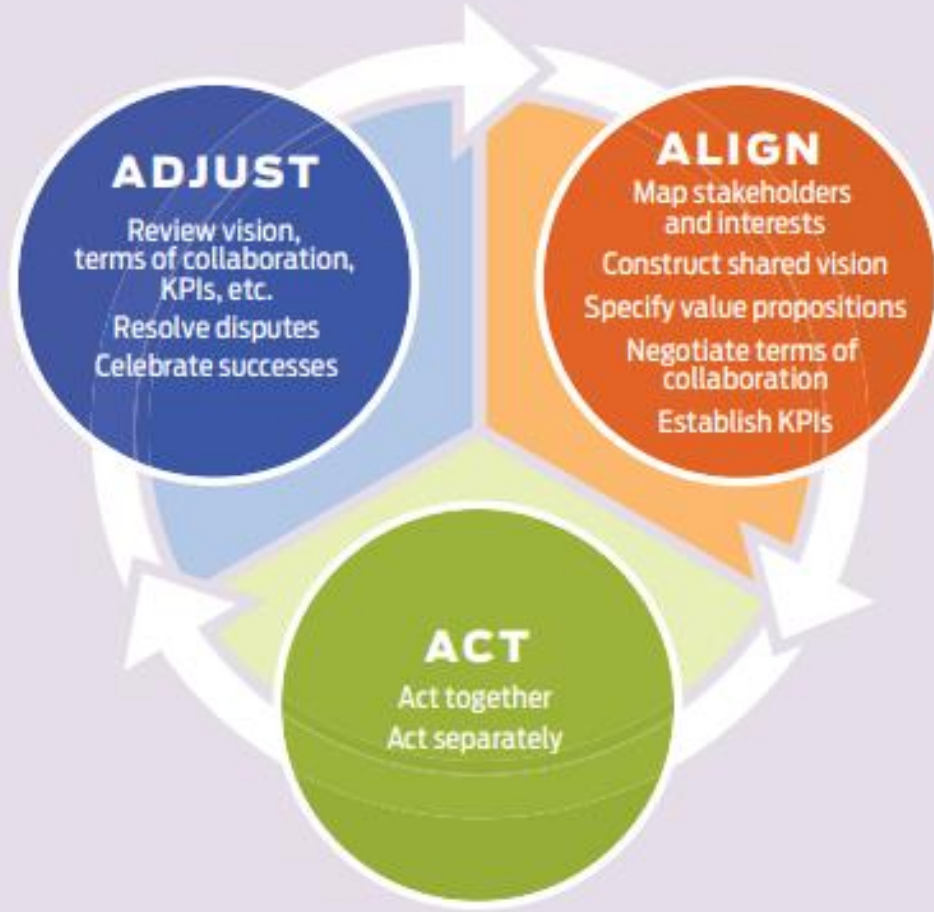 ADJUST
Review vision,
terms of collaboration,
KPIs, etc.
Resolve disputes
Celebrate successes
ALIGN
Map stakeholders
and interests
Construct shared vision
Specify value propositions
Negotiate terms of
collaboration
Establish KPIs
ACT
Act together
Act separately